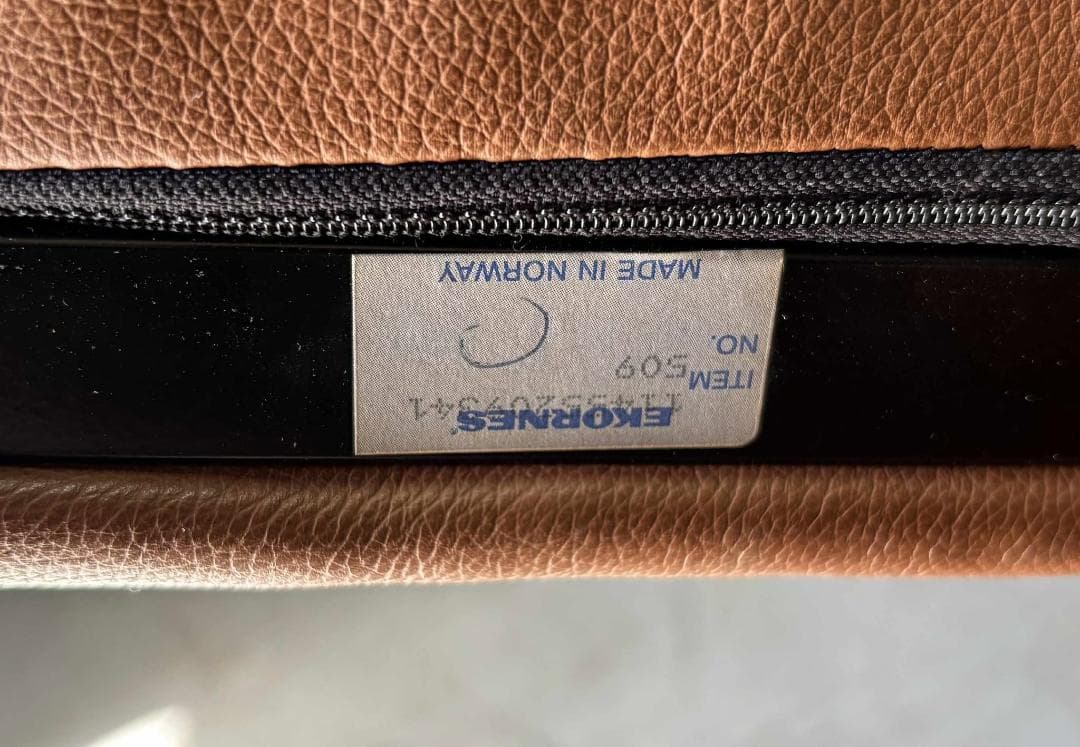 EKORNES
ITEM 509
NO.
C
MADE IN NORWAY